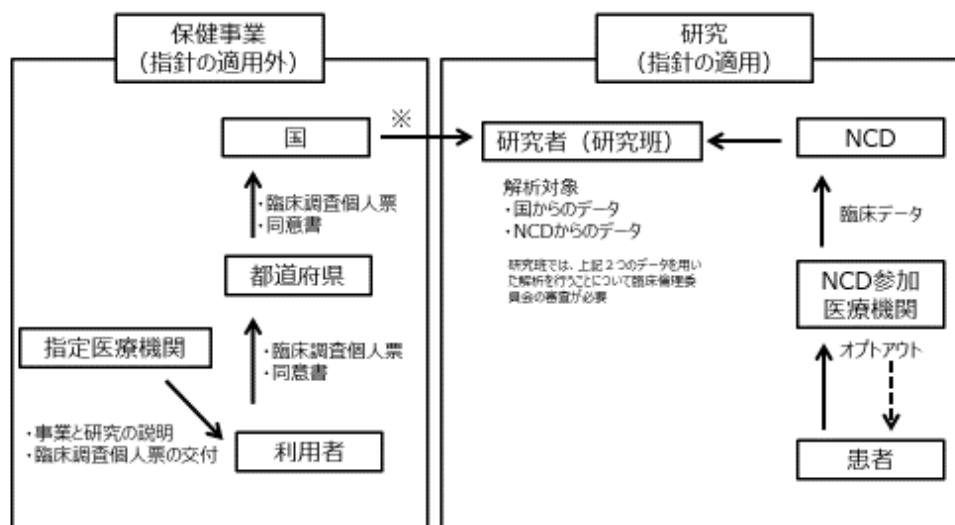 保健事業
(指針の適用外)
国
※
・臨床調査個人票
・同意書
都道府県
指定医療機関
・臨床調査個人票
・同意書
・事業と研究の説明
・臨床調査個人票の交付
利用者
研究
(指針の適用)
研究者(研究班)
NCD
解析対象
・国からのデータ
・NCDからのデータ
臨床データ
研究班では、上記2つのデータを用い
た解析を行うことについて臨床倫理委
員会の審査が必要
NCD参加
医療機関
オプトアウト
患者